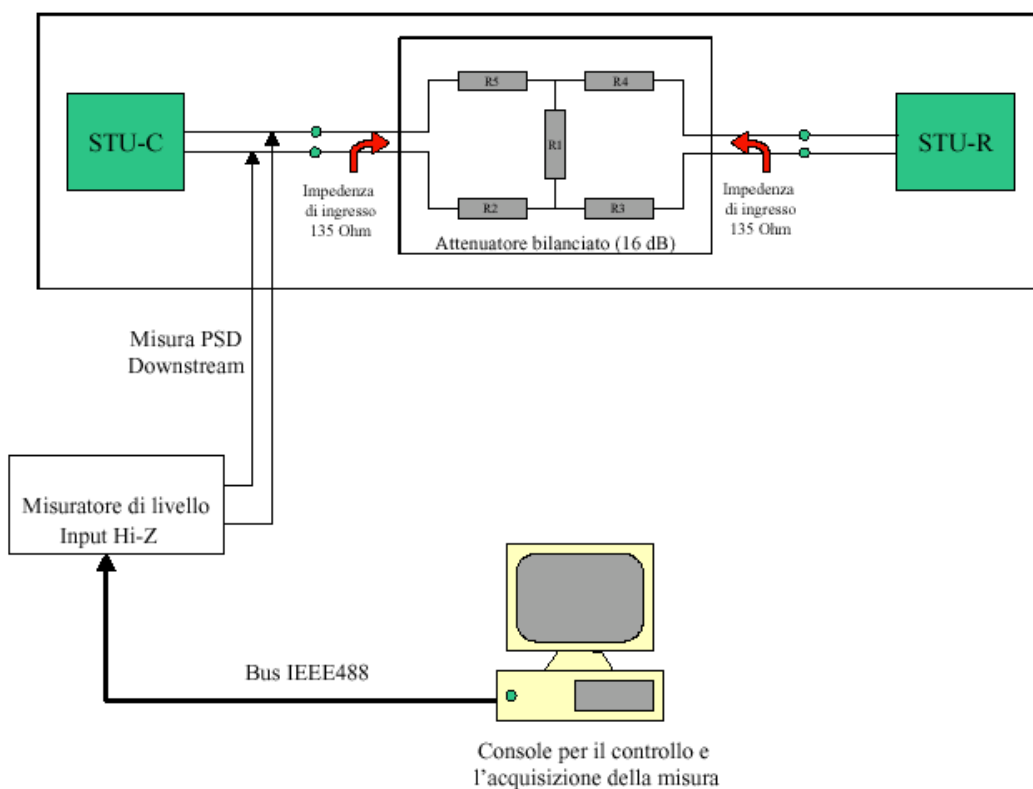 R5
R4
STU-C
R1
STU-R
Impedenza
di ingresso
135 Ohm
R2
R3
Impedenza
di ingresso
135 Ohm
Attenuatore bilanciato (16 dB)
Misura PSD
Downstream
Misuratore di livello
Input Hi-Z
Bus IEEE488
Console per il controllo e
l'acquisizione della misura